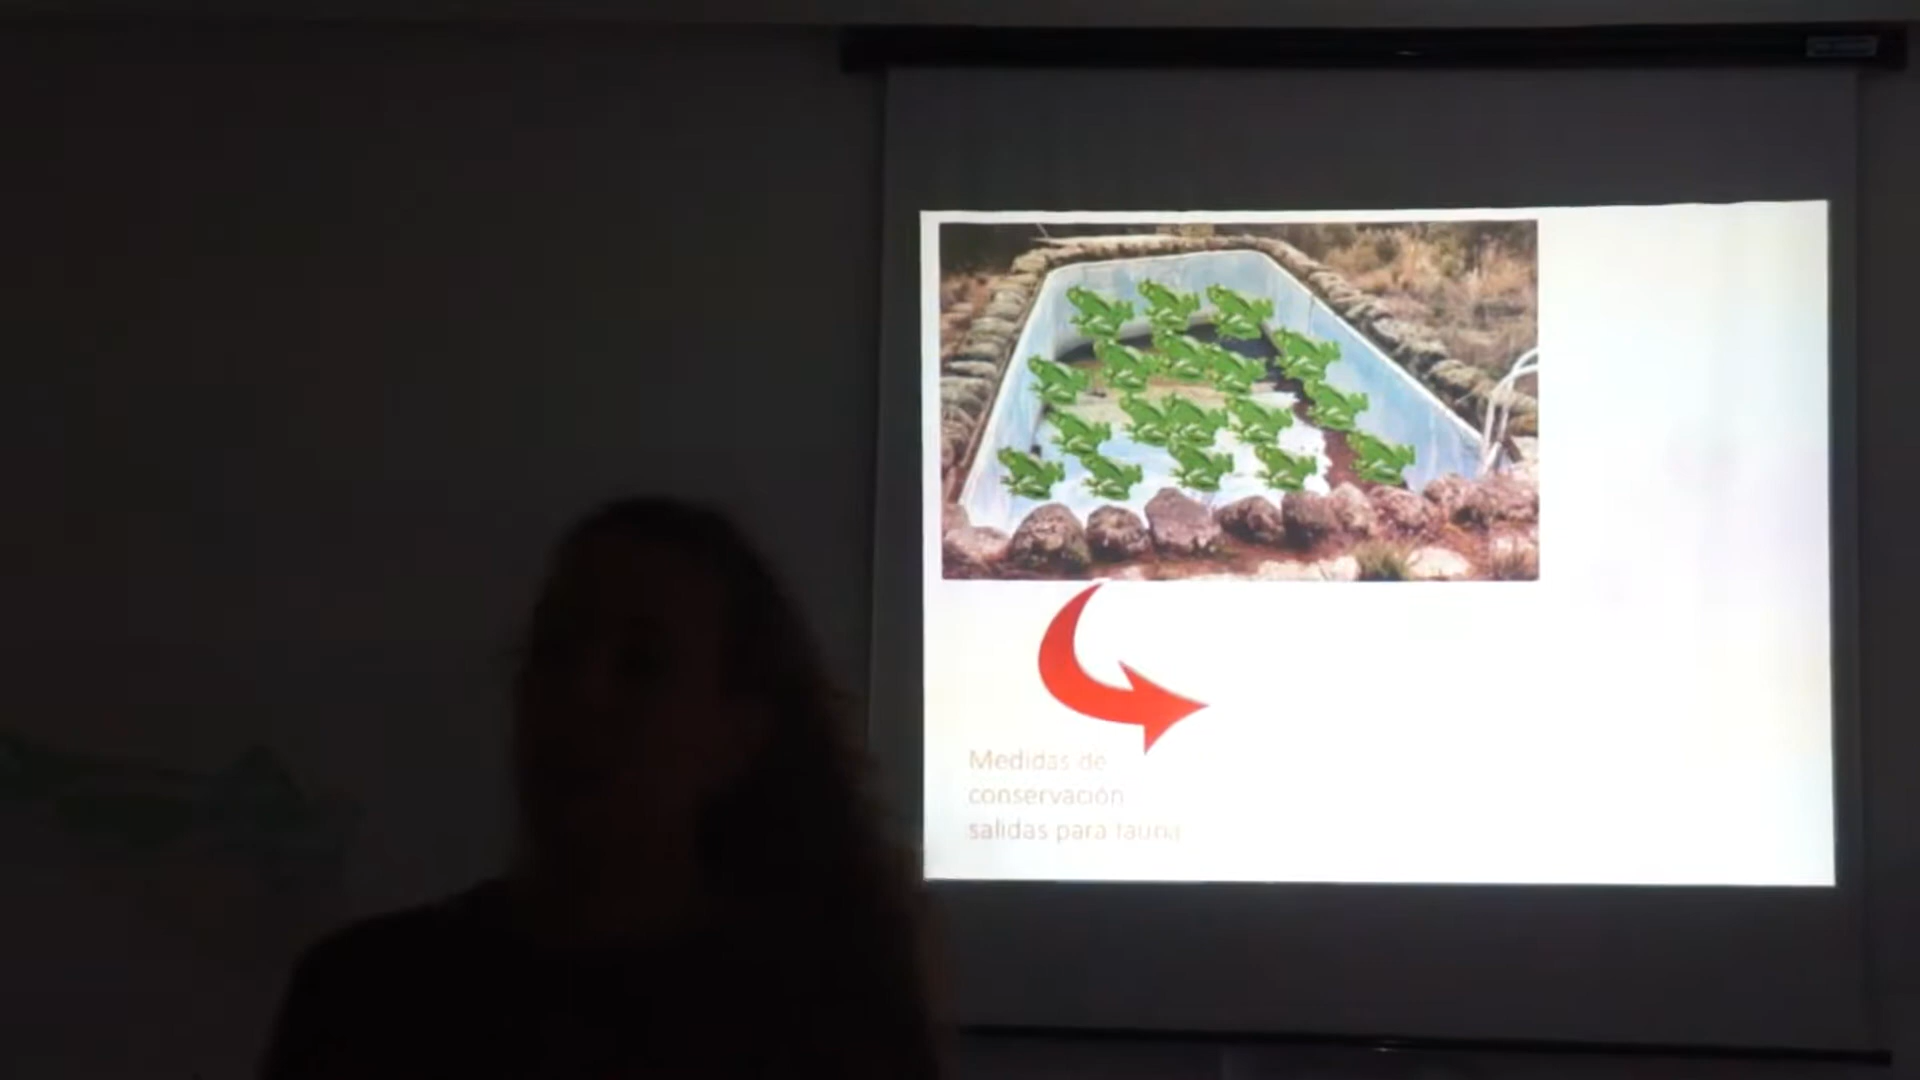 Medidas de
conservación
salidas para fauna